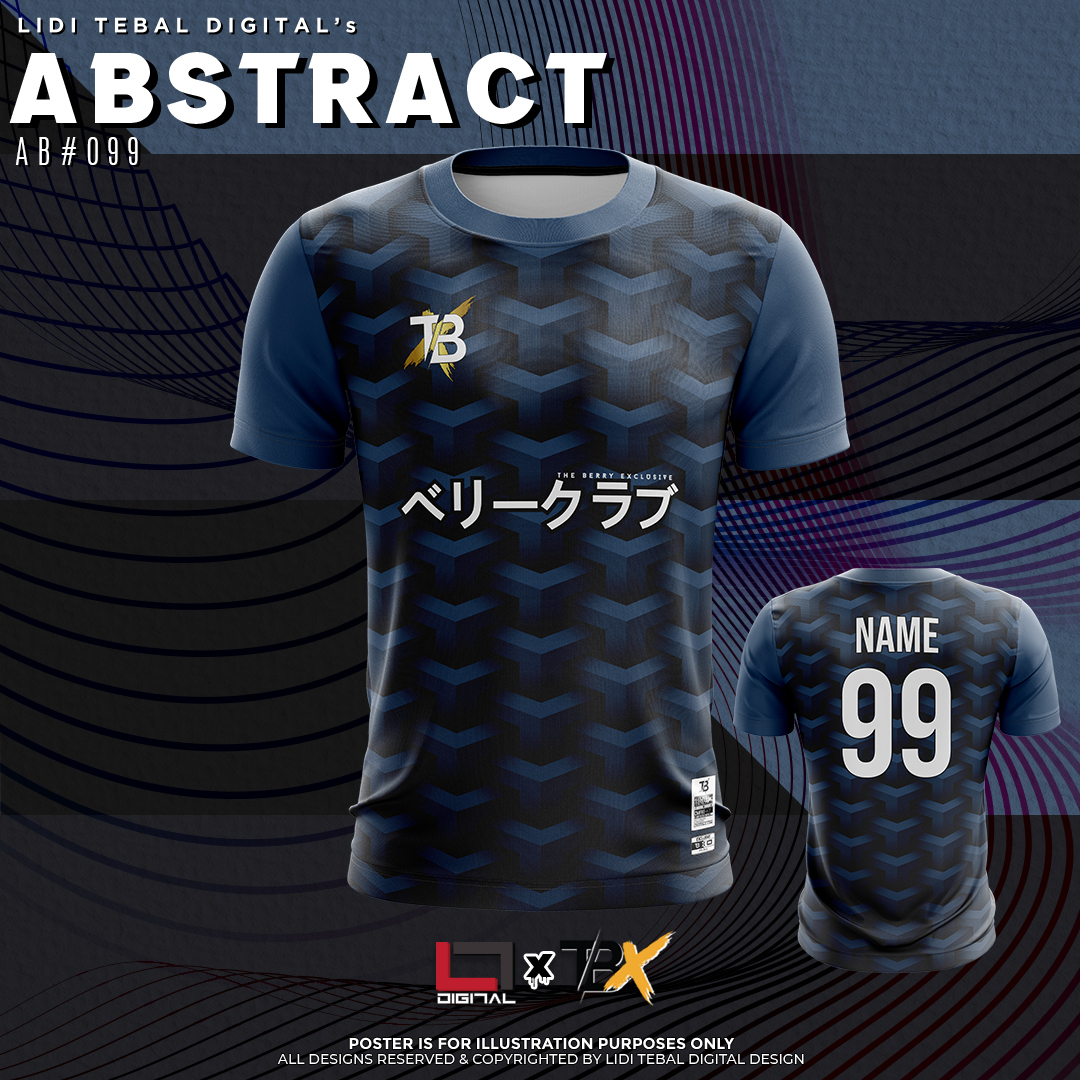 LIDI TEBAL DIGITAL's
ABSTRACT
AB#099
TB
THE BERRY EXCLUSIVE
ベリークラブ
NAME
99
TB
DIGITAL
X
TBX
POSTER IS FOR ILLUSTRATION PURPOSES ONLY
ALL DESIGNS RESERVED & COPYRIGHTED BY LIDI TEBAL DIGITAL DESIGN